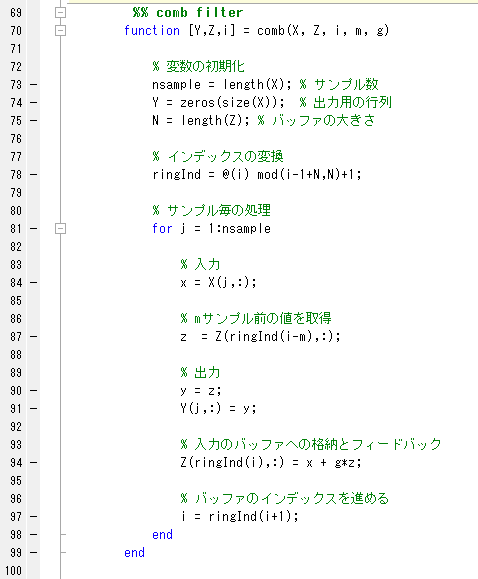 69 %% comb filter
70 function [Y,Z,i] = comb(X, Z, i, m, g)
71
72 % 変数の初期化
73 nsample = length(X); % サンプル数
74 Y = zeros(size(X)); % 出力用の行列
75 N = length(Z); % バッファの大きさ
76
77 % インデックスの変換
78 ringInd = @(i) mod(i-1+N,N)+1;
79
80 % サンプル毎の処理
81 for j = 1:nsample
82
83 % 入力
84 x = X(j,:);
85
86 % mサンプル前の値を取得
87 z = Z(ringInd(i-m),:);
88
89 % 出力
90 y = z;
91 Y(j,:) = y;
92
93 % 入力のバッファへの格納とフィードバック
94 Z(ringInd(i),:) = x + g*z;
95
96 % バッファのインデックスを進める
97 i = ringInd(i+1);
98 end
99 end
100